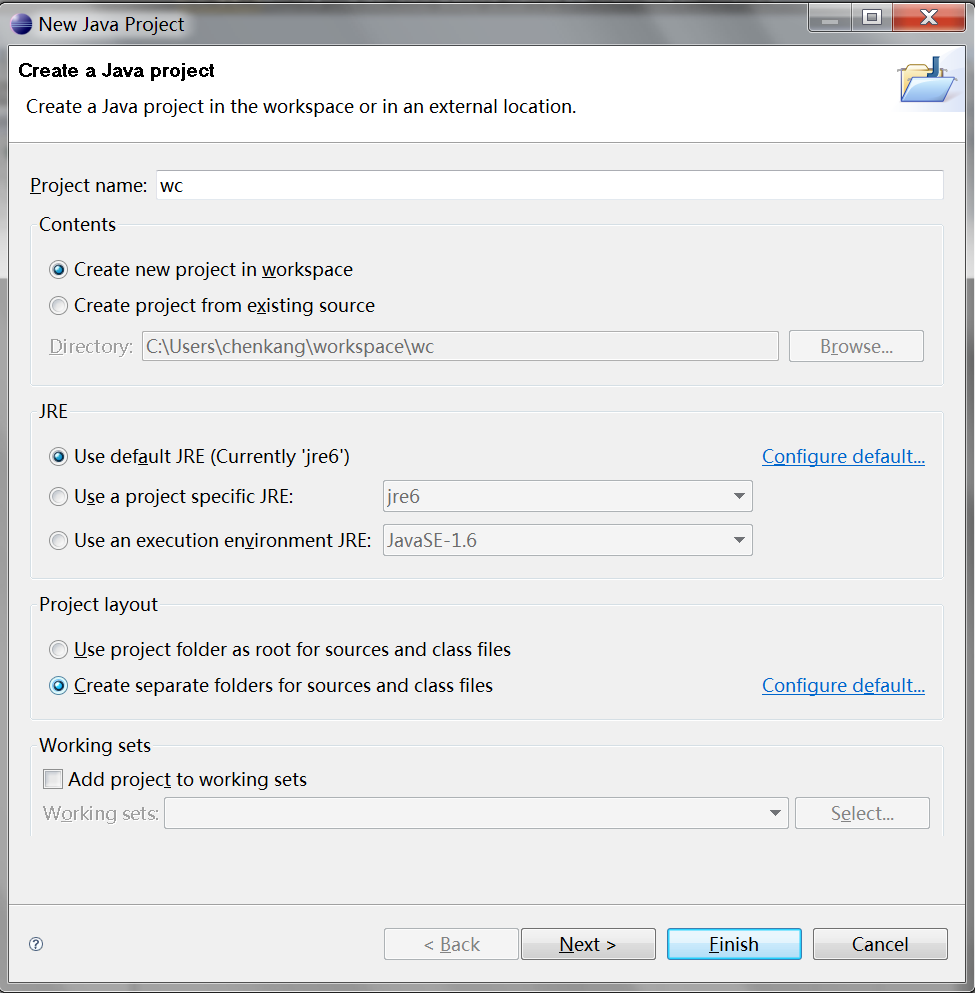 New Java Project
Create a Java project
Create a Java project in the workspace or in an external location.
Project name: wc
Contents
Create new project in workspace
Create project from existing source
Directory: C:\Users\chenkang\workspace\wc Browse...
JRE
Use default JRE (Currently 'jre6') Configure default...
Use a project specific JRE: jre6
Use an execution environment JRE: JavaSE-1.6
Project layout
Use project folder as root for sources and class files
Create separate folders for sources and class files Configure default...
Working sets
Add project to working sets
Working sets: Select...
? < Back Next > Finish Cancel